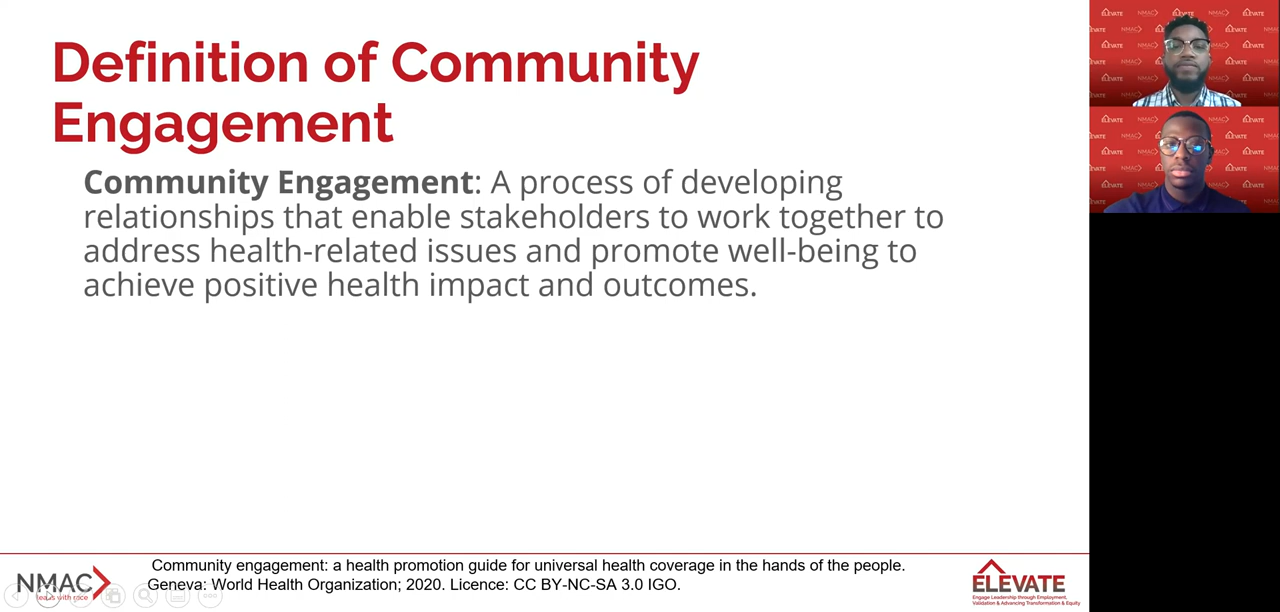 Definition of Community
Engagement
Community Engagement: A process of developing
relationships that enable stakeholders to work together to
address health-related issues and promote well-being to
achieve positive health impact and outcomes.
Community engagement: a health promotion guide for universal health coverage in the hands of the people.
Geneva: World Health Organization; 2020. Licence: CC BY-NC-SA 3.0 IGO.
NMAC
leads with race
ELEVATE
Engage Leadership through Employment,
Validation & Advancing Transformation & Equity